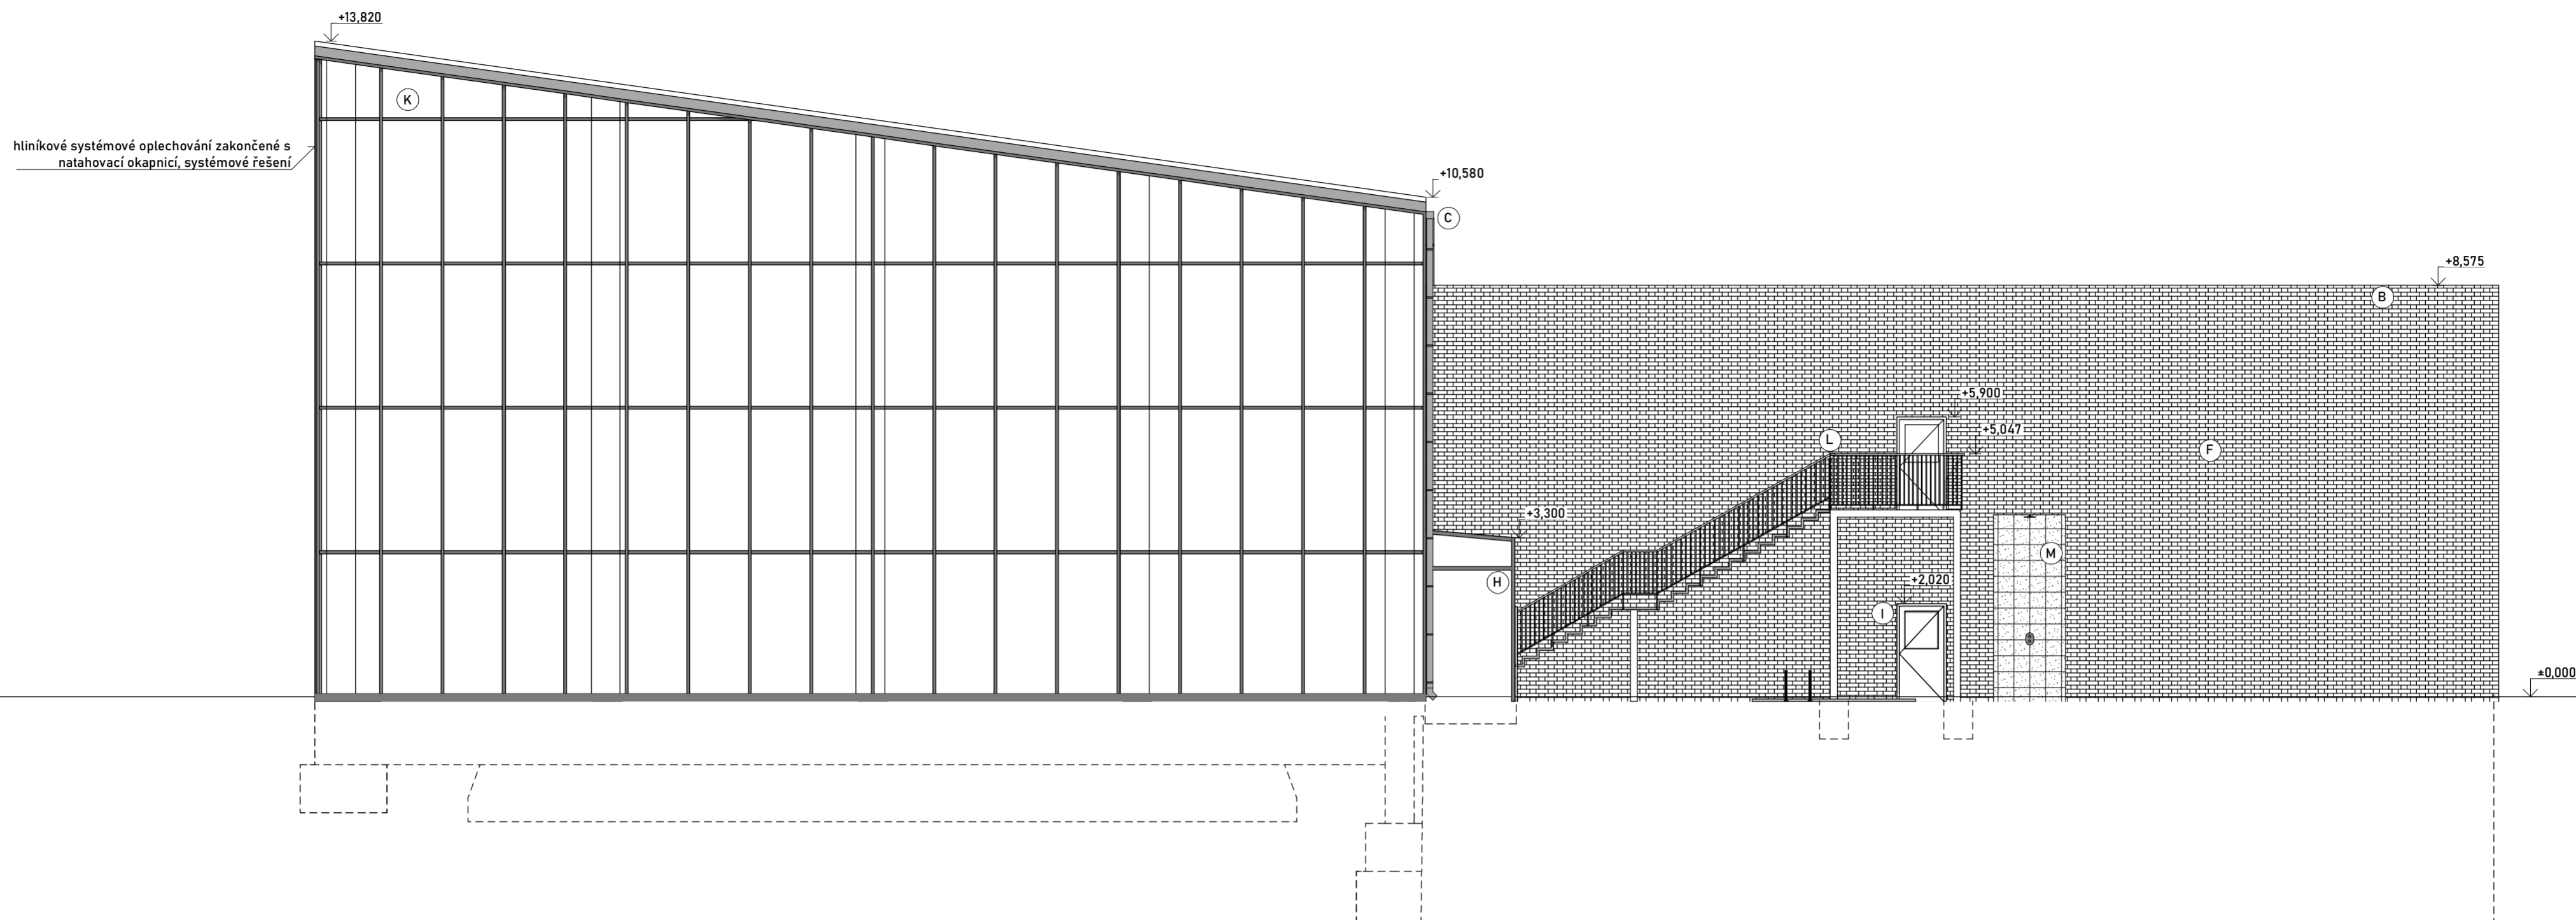 +13,820
K
hliníkové systémové oplechování zakončené s
natahovací okapnicí, systémové řešení
+10,580
C
+8,575
B
+5,900
+5,047
L
F
+3,300
M
H
+2,020
I
±0,000